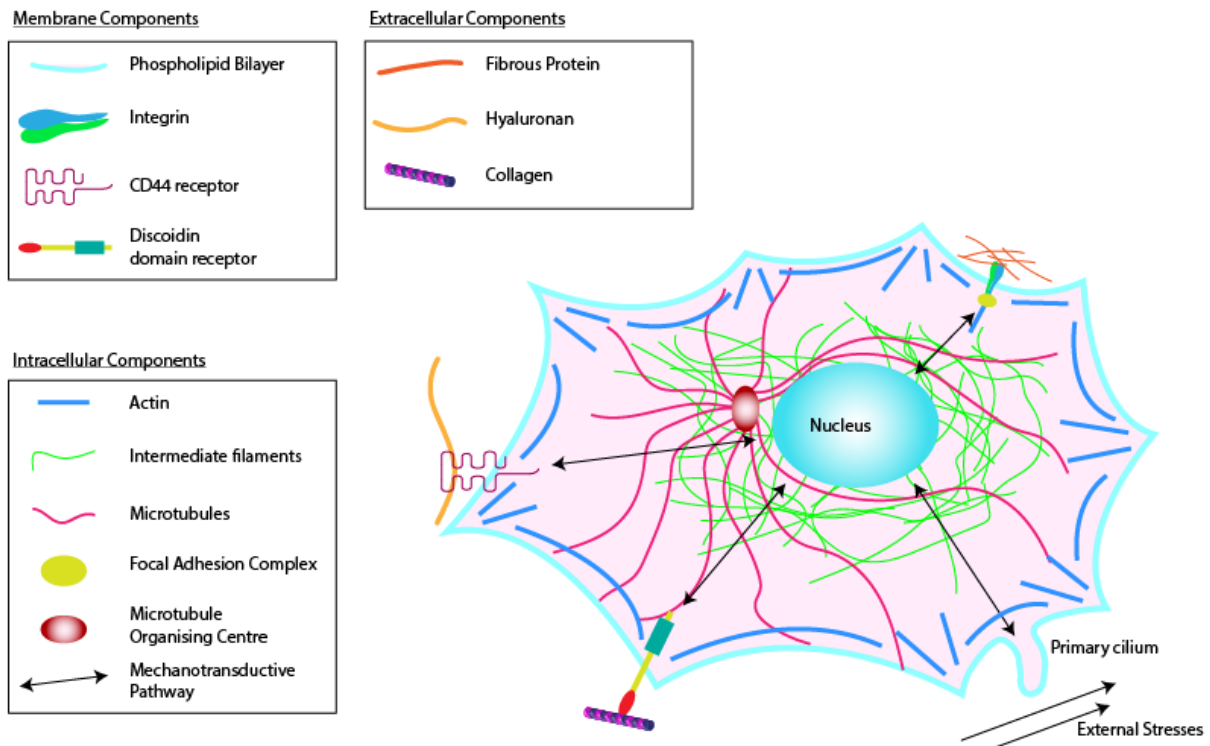 Membrane Components
Phospholipid Bilayer
Integrin
CD44 receptor
Discoidin
domain receptor
Extracellular Components
Fibrous Protein
Hyaluronan
Collagen
Intracellular Components
Actin
Intermediate filaments
Microtubules
Focal Adhesion Complex
Microtubule
Organising Centre
Mechanotransductive
Pathway
Nucleus
Primary cilium
External Stresses